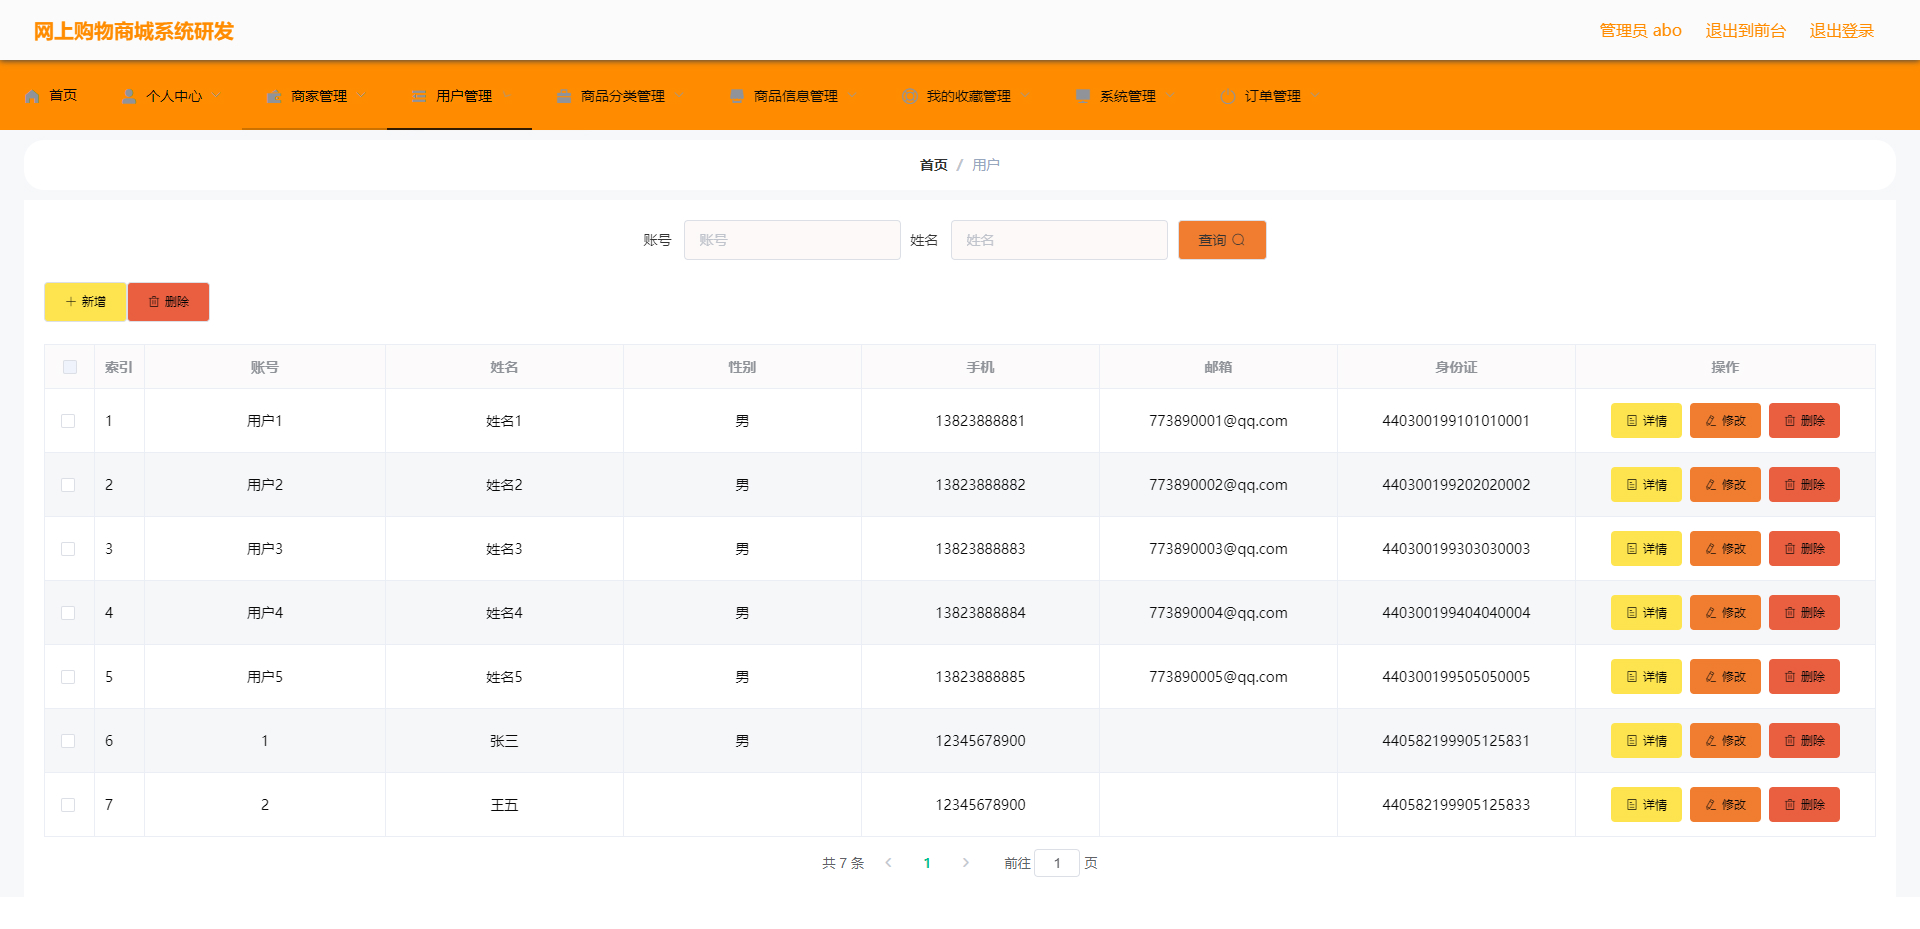 网上购物商城系统研发 管理员 abo 退出到前台 退出登录
首页 个人中心 商家管理 用户管理 商品分类管理 商品信息管理 我的收藏管理 系统管理 订单管理
首页 / 用户
账号 账号 姓名 姓名 查询
新增 删除
索引 账号 姓名 性别 手机 邮箱 身份证 操作
1 用户1 姓名1 男 13823888881 773890001@qq.com 440300199101010001 详情 修改 删除
2 用户2 姓名2 男 13823888882 773890002@qq.com 440300199202020002 详情 修改 删除
3 用户3 姓名3 男 13823888883 773890003@qq.com 440300199303030003 详情 修改 删除
4 用户4 姓名4 男 13823888884 773890004@qq.com 440300199404040004 详情 修改 删除
5 用户5 姓名5 男 13823888885 773890005@qq.com 440300199505050005 详情 修改 删除
6 1 张三 男 12345678900 440582199905125831 详情 修改 删除
7 2 王五 12345678900 440582199905125833 详情 修改 删除
共 7 条 1 前往 1 页